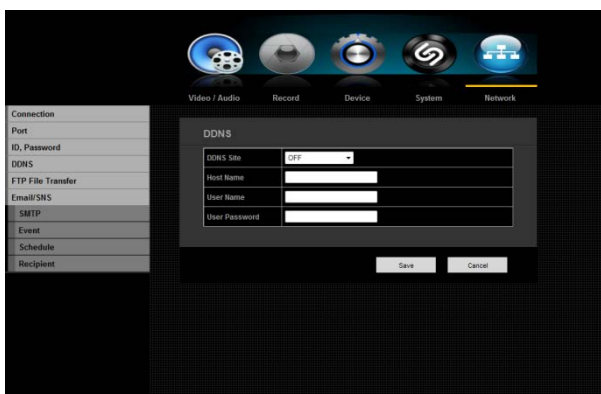 Video / Audio Record Device System Network
Connection
Port
ID, Password
DDNS
FTP File Transfer
Email/SNS
SMTP
Event
Schedule
Recipient
DDNS
DDNS Site OFF
Host Name
User Name
User Password
Save Cancel